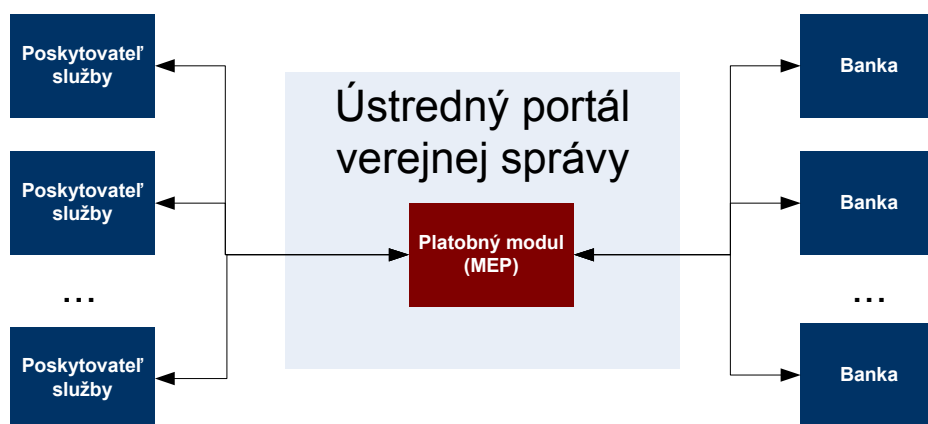 Poskytovateľ
služby
Poskytovateľ
služby
...
Poskytovateľ
služby
Ústredný portál
verejnej správy
Platobný modul
(MEP)
Banka
Banka
...
Banka